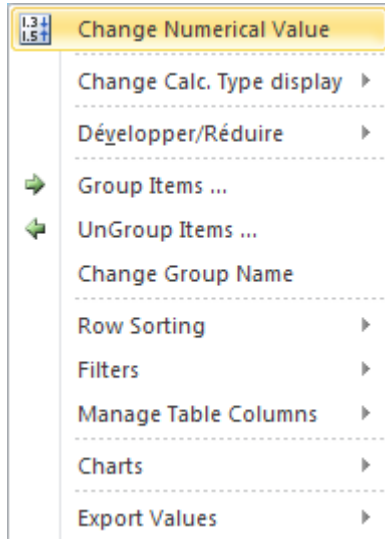 Change Numerical Value
Change Calc. Type display
Développer/Réduire
Group Items ...
UnGroup Items ...
Change Group Name
Row Sorting
Filters
Manage Table Columns
Charts
Export Values